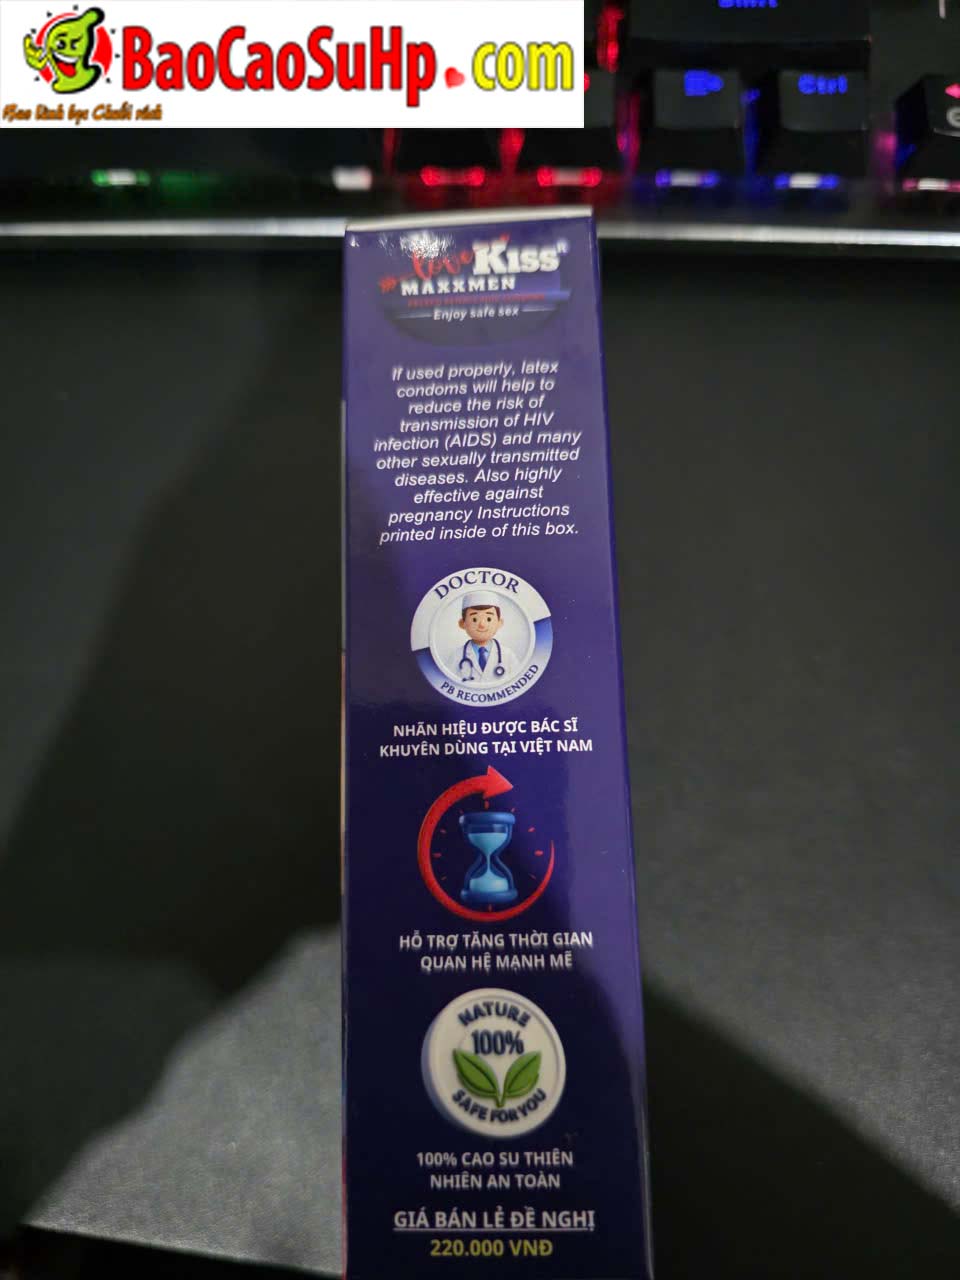 BaoCaoSuHp.com
Shift
Ctrl
love Kiss R
MAXXMEN
Enjoy safe sex
If used properly, latex
condoms will help to
reduce the risk of
transmission of HIV
infection (AIDS) and many
other sexually transmitted
diseases. Also highly
effective against
pregnancy Instructions
printed inside of this box.
DOCTOR
PB RECOMMENDED
NHÃN HIỆU ĐƯỢC BÁC SĨ
KHUYÊN DÙNG TẠI VIỆT NAM
HỖ TRỢ TĂNG THỜI GIAN
QUAN HỆ MẠNH MẼ
NATURE
100%
SAFE FOR YOU
100% CAO SU THIÊN
NHIÊN AN TOÀN
GIÁ BÁN LẺ ĐỀ NGHỊ
220.000 VNĐ